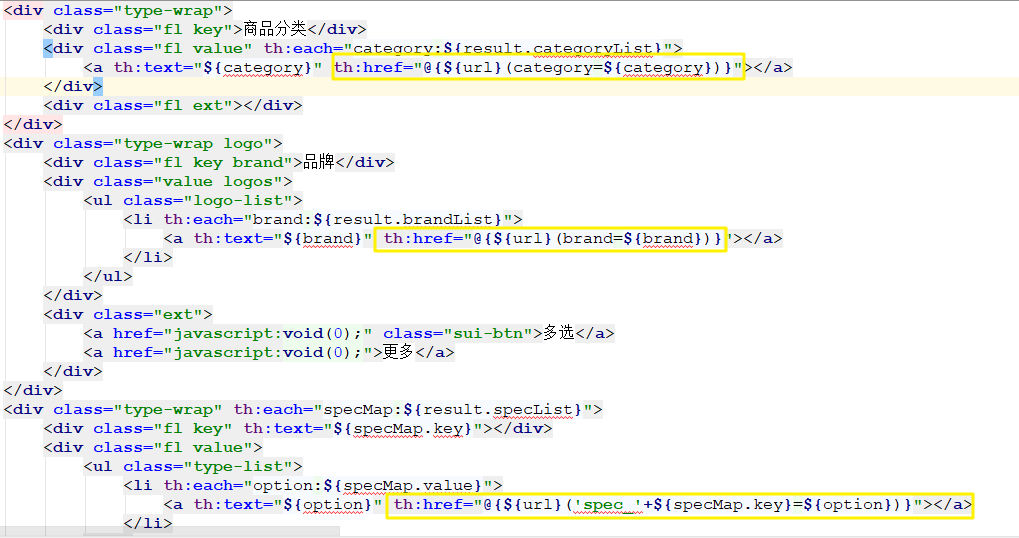 <div class="type-wrap">
<div class="fl key">商品分类</div>
<div class="fl value" th:each="category:${result.categoryList}">
<a th:text="${category}" th:href="@{${url}(category=${category})}"></a>
</div>
<div class="fl ext"></div>
</div>
<div class="type-wrap logo">
<div class="fl key brand">品牌</div>
<div class="value logos">
<ul class="logo-list">
<li th:each="brand:${result.brandList}">
<a th:text="${brand}" th:href="@{${url}(brand=${brand})}"></a>
</li>
</ul>
</div>
<div class="ext">
<a href="javascript:void(0);" class="sui-btn">多选</a>
<a href="javascript:void(0);">更多</a>
</div>
</div>
<div class="type-wrap" th:each="specMap:${result.specList}">
<div class="fl key" th:text="${specMap.key}"></div>
<div class="fl value">
<ul class="type-list">
<li th:each="option:${specMap.value}">
<a th:text="${option}" th:href="@{${url}('spec_'+${specMap.key}=${option})}"></a>
</li>